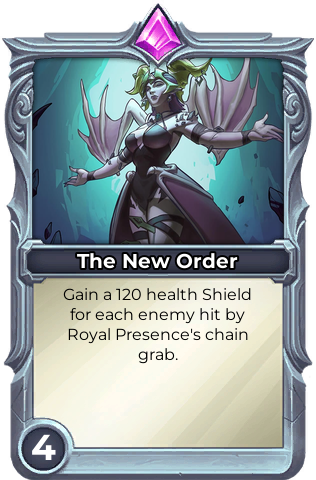 The New Order
Gain a 120 health Shield
for each enemy hit by
Royal Presence's chain
grab.
4